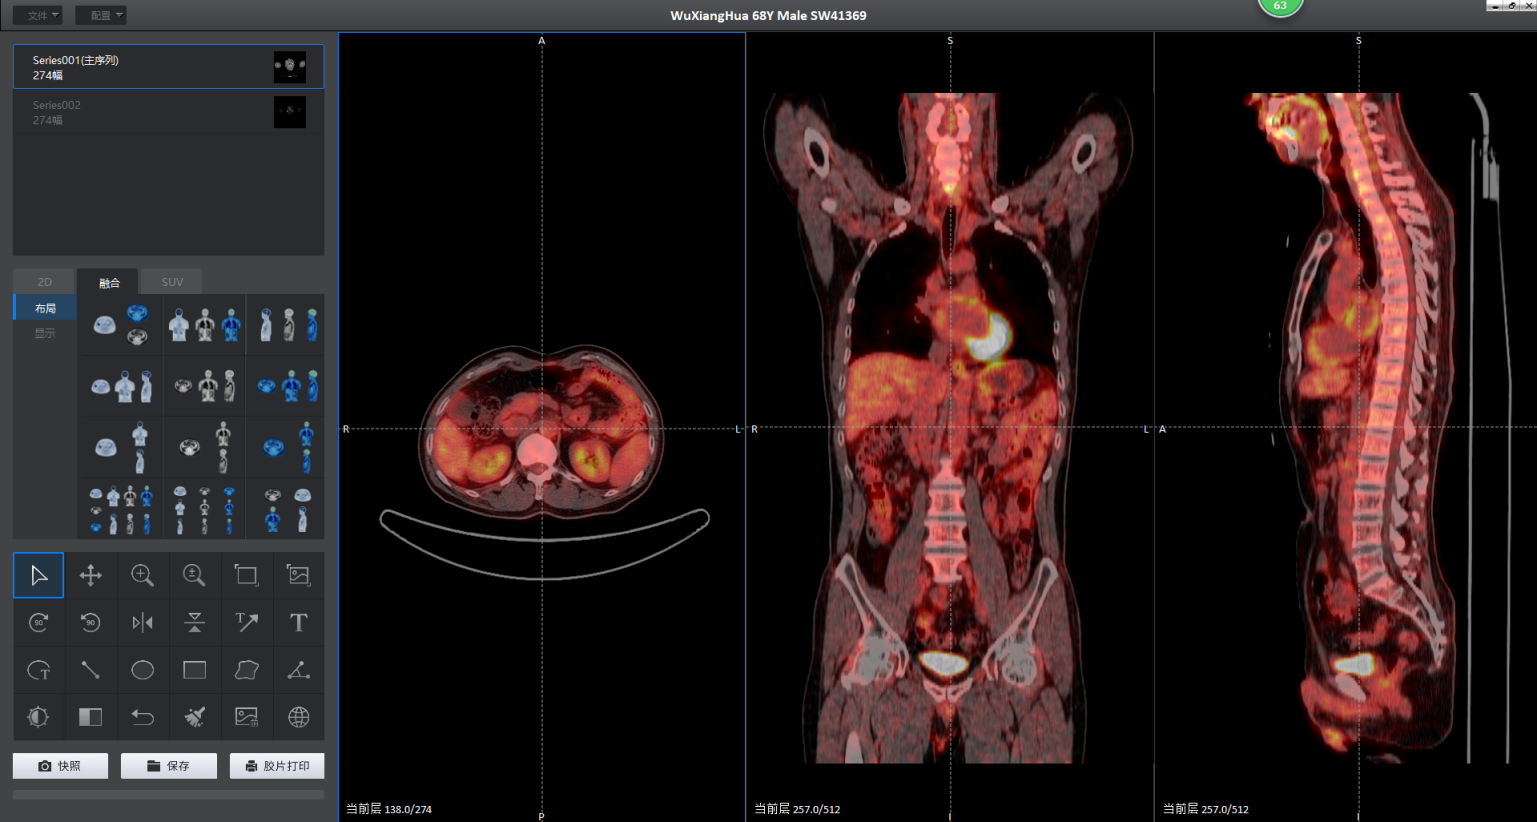 文件
配置
WuXiangHua 68Y Male SW41369
63
Series001(主序列)
274幅
Series002
274幅
2D
融合
SUV
布局
显示
90
90
T
T
T
快照
保存
胶片打印
A
R
L
P
当前层 138.0/274
S
R
L
I
当前层 257.0/512
S
A
I
当前层 257.0/512